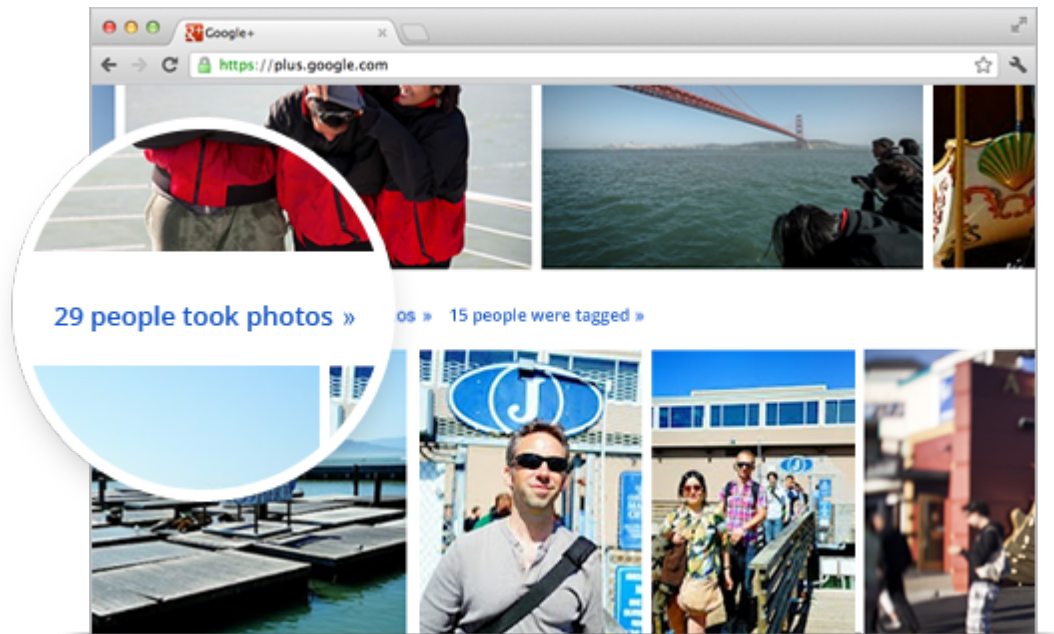 Google+
https://plus.google.com
29 people took photos »
os » 15 people were tagged »
J
J
A